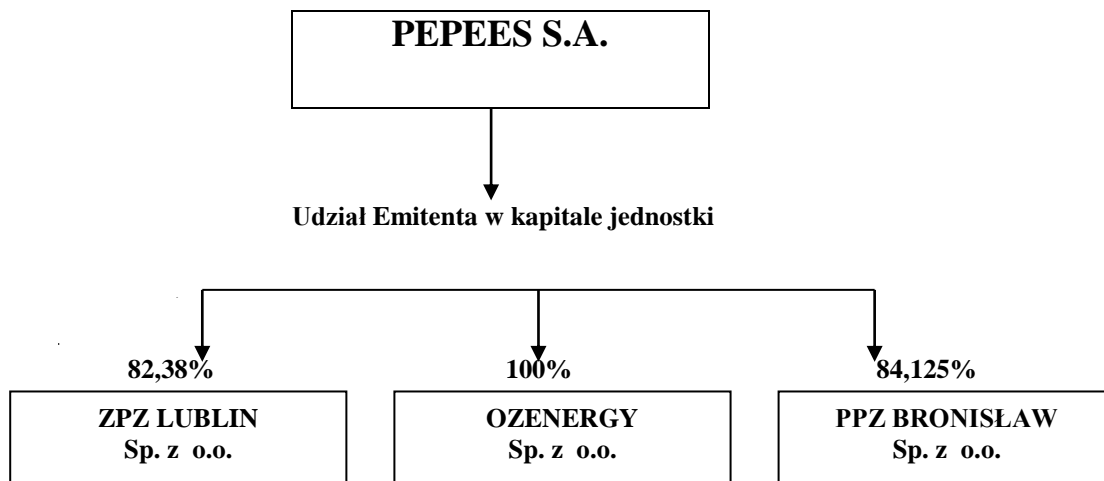 PEPEES S.A.
Udział Emitenta w kapitale jednostki
82,38%
100%
84,125%
ZPZ LUBLIN
Sp. z o.o.
OZENERGY
Sp. z o.o.
PPZ BRONISŁAW
Sp. z o.o.